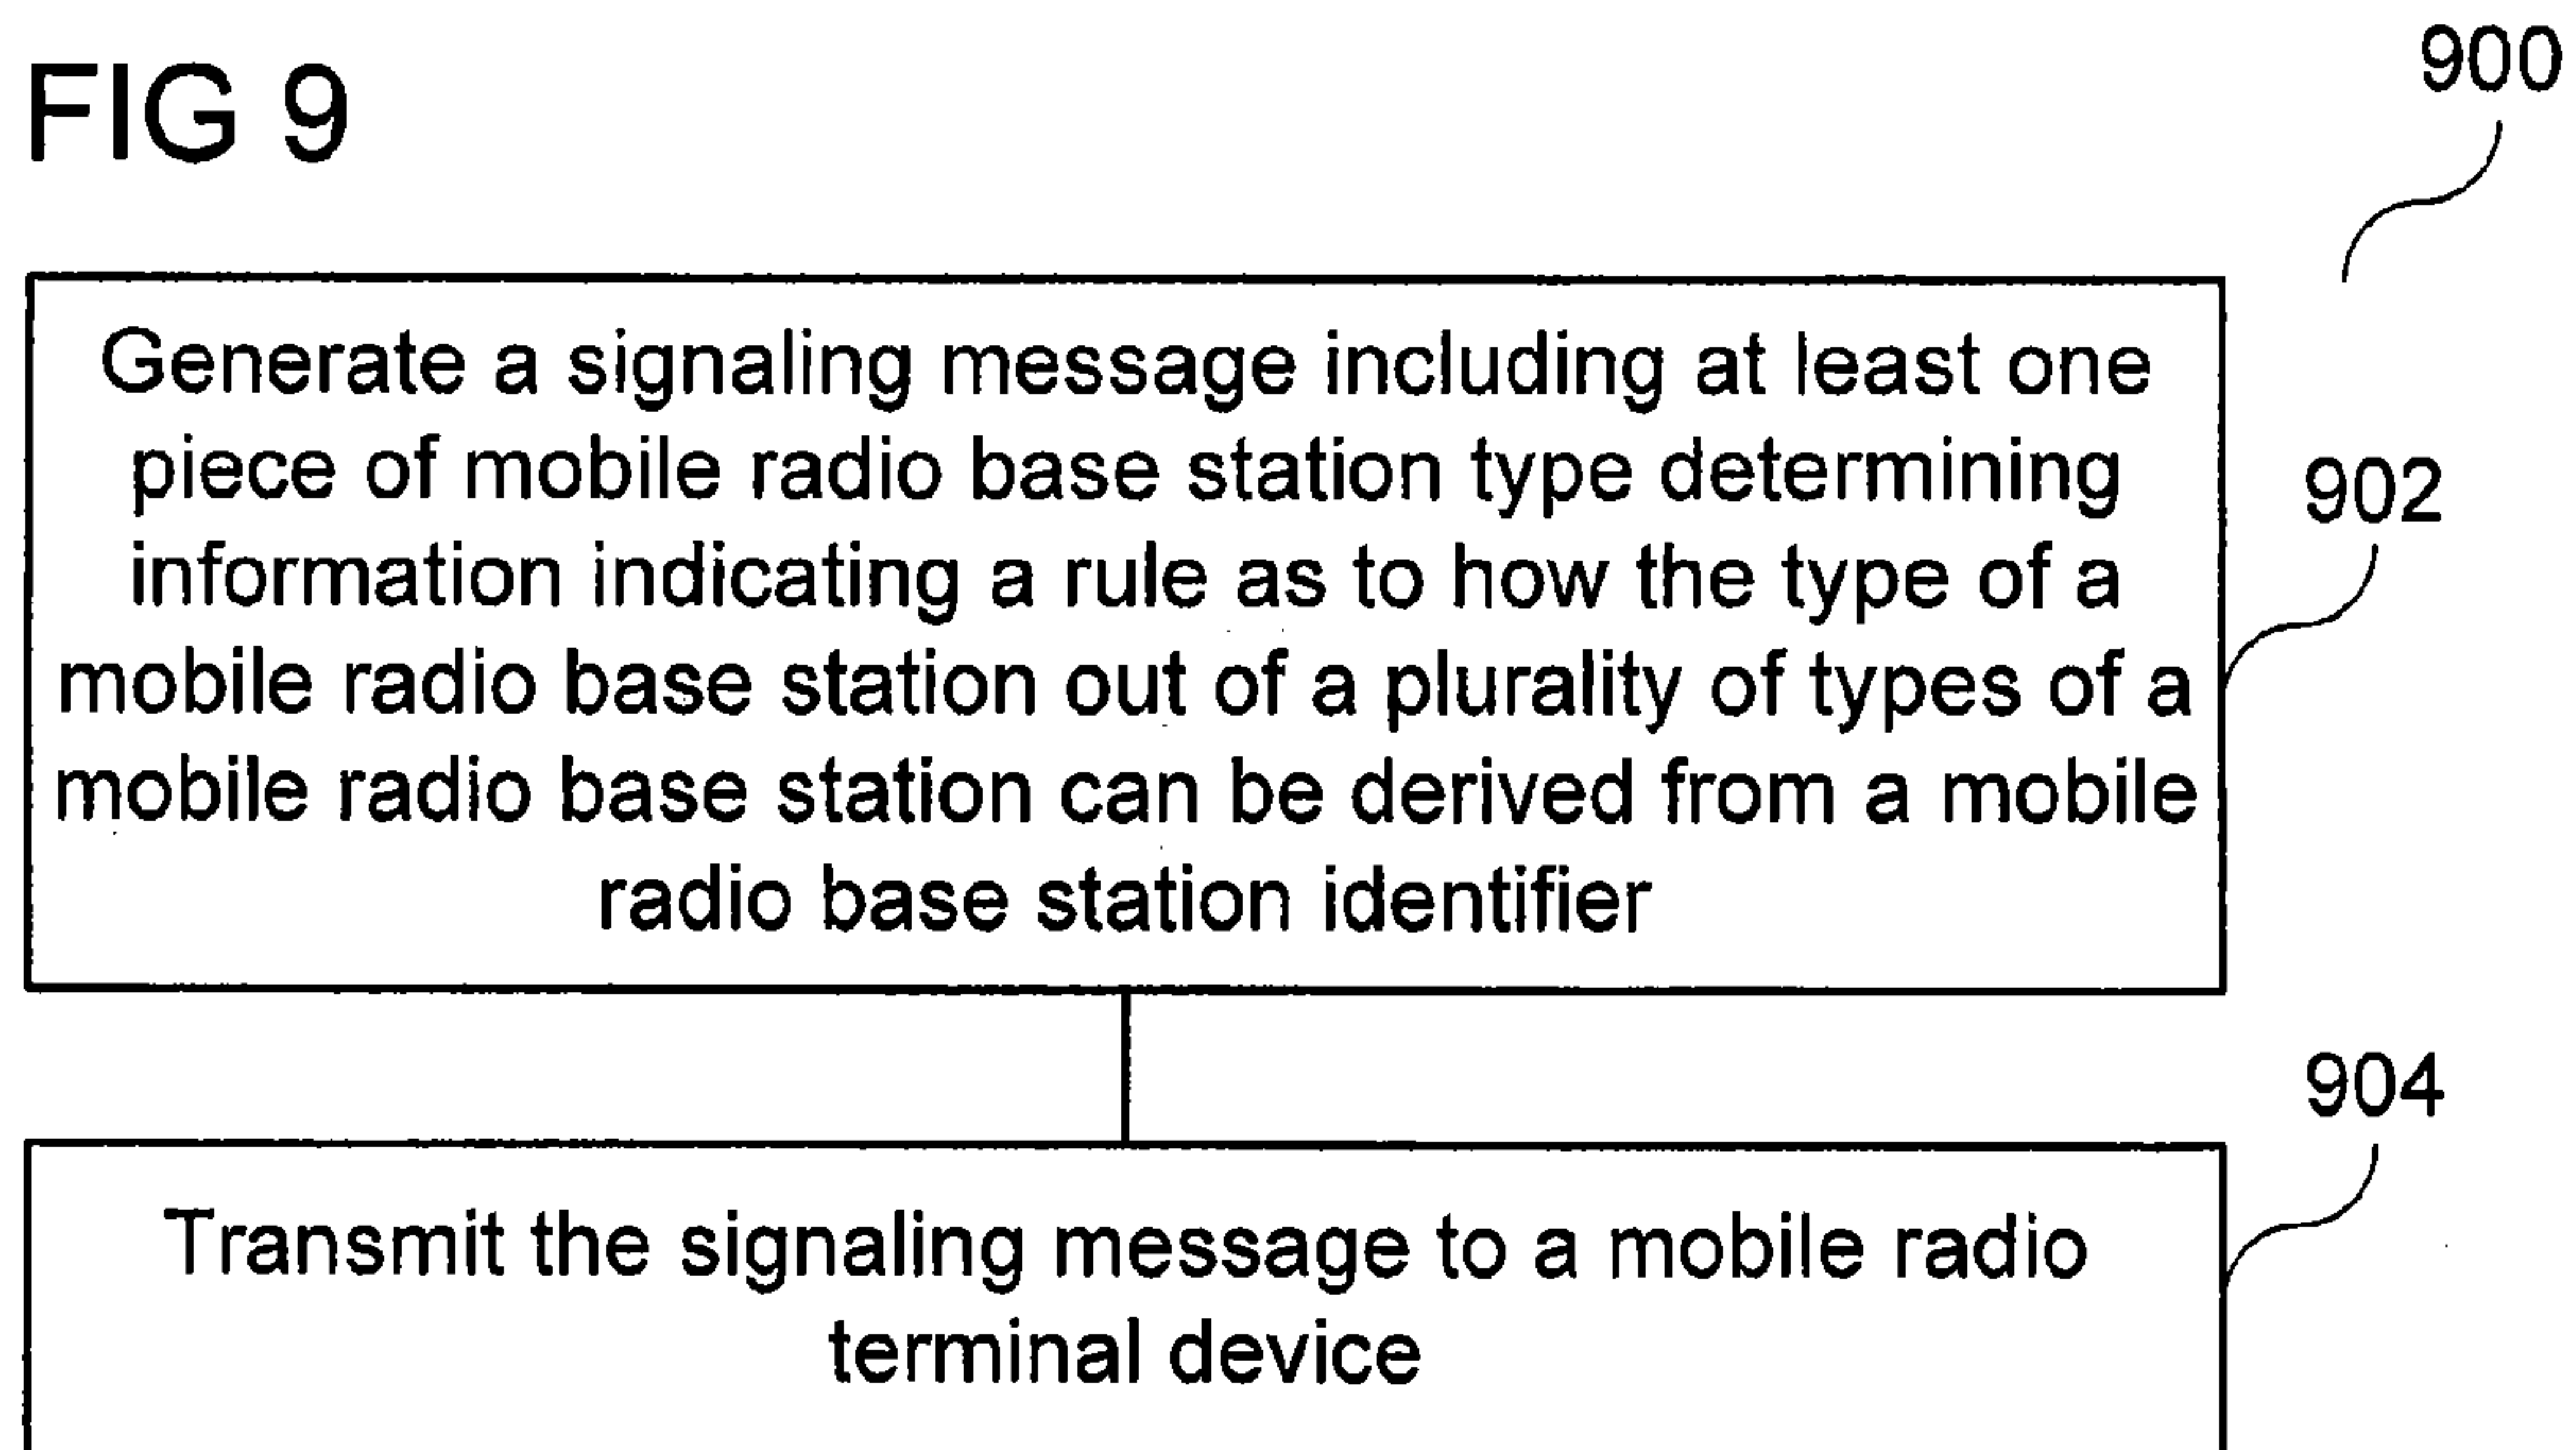 FIG 9
900
Generate a signaling message including at least one
piece of mobile radio base station type determining
information indicating a rule as to how the type of a
mobile radio base station out of a plurality of types of a
mobile radio base station can be derived from a mobile
radio base station identifier
902
904
Transmit the signaling message to a mobile radio
terminal device